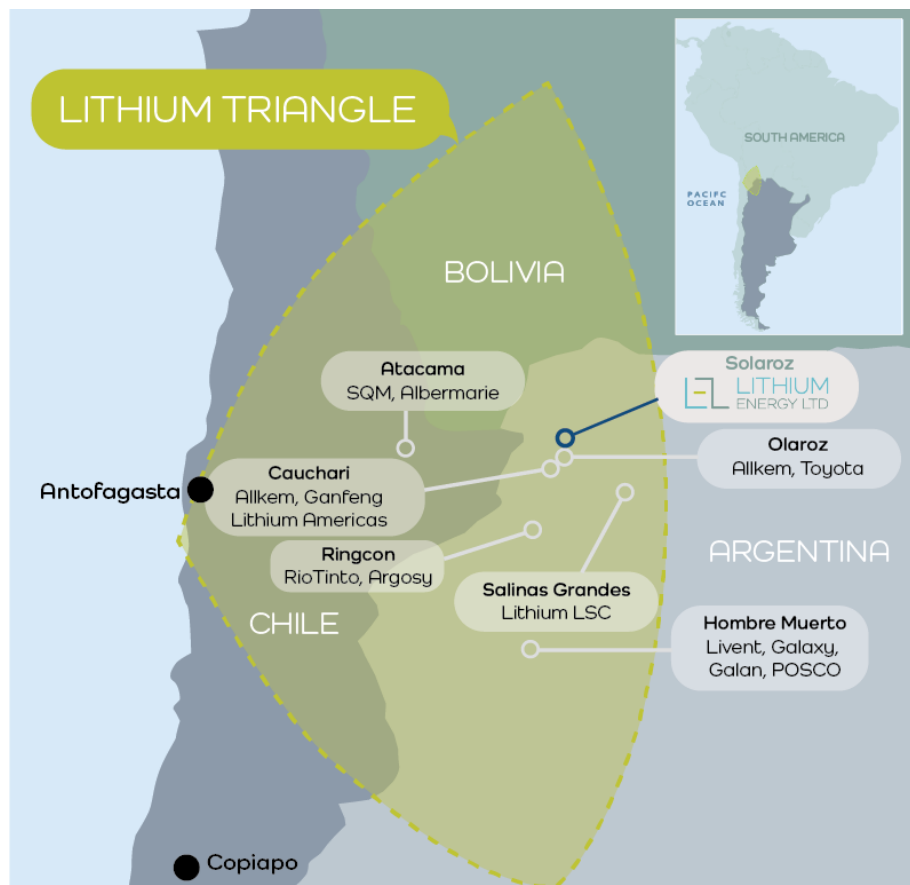 LITHIUM TRIANGLE
SOUTH AMERICA
PACIFC
OCEAN
BOLIVIA
Atacama
SQM, Albermarie
Solaroz
LEL LITHIUM
ENERGY LTD
Olaroz
Allkem, Toyota
Antofagasta
Cauchari
Allkem, Ganfeng
Lithium Americas
Ringcon
RioTinto, Argosy
ARGENTINA
Salinas Grandes
Lithium LSC
CHILE
Hombre Muerto
Livent, Galaxy,
Galan, POSCO
Copiapo